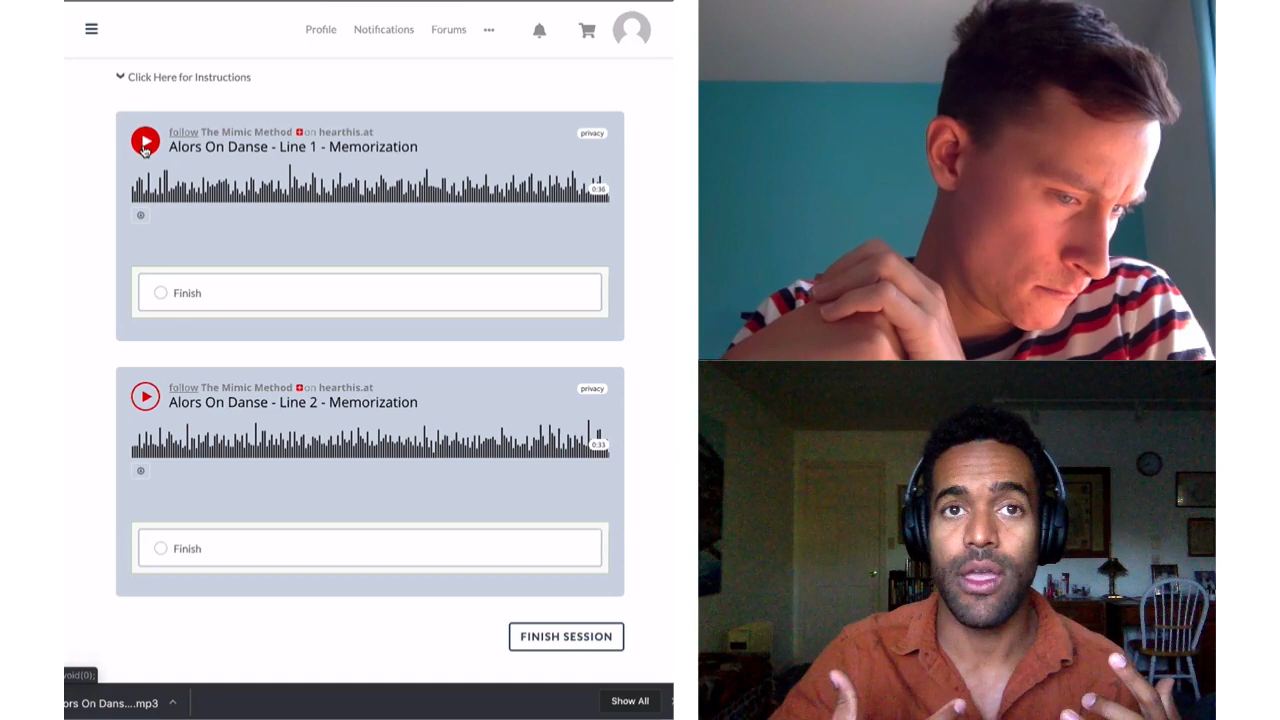 Profile Notifications Forums •••
Click Here for Instructions
follow The Mimic Method on hearthis.at
privacy
Alors On Danse - Line 1 - Memorization
0:36
Finish
follow The Mimic Method on hearthis.at
privacy
Alors On Danse - Line 2 - Memorization
0:33
Finish
FINISH SESSION
void(0);
ors On Dans....mp3
Show All